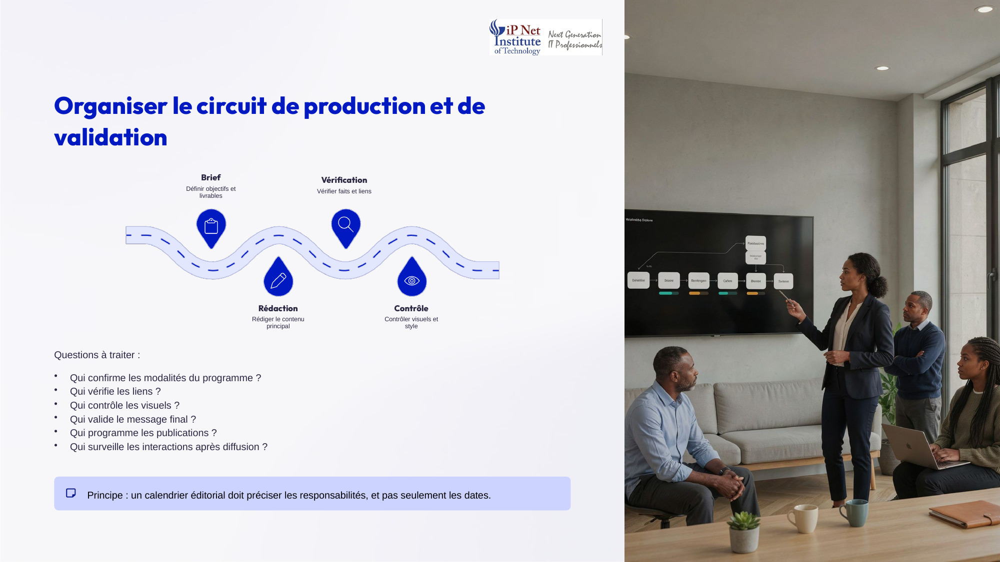 iP Net
Institute
of Technology
Next Generation
IT Professionnels
Organiser le circuit de production et de
validation
Brief
Définir objectifs et
livrables
Vérification
Vérifier faits et liens
Rédaction
Rédiger le contenu
principal
Contrôle
Contrôler visuels et
style
Questions à traiter :
• Qui confirme les modalités du programme ?
• Qui vérifie les liens ?
• Qui contrôle les visuels ?
• Qui valide le message final ?
• Qui programme les publications ?
• Qui surveille les interactions après diffusion ?
Principe : un calendrier éditorial doit préciser les responsabilités, et pas seulement les dates.